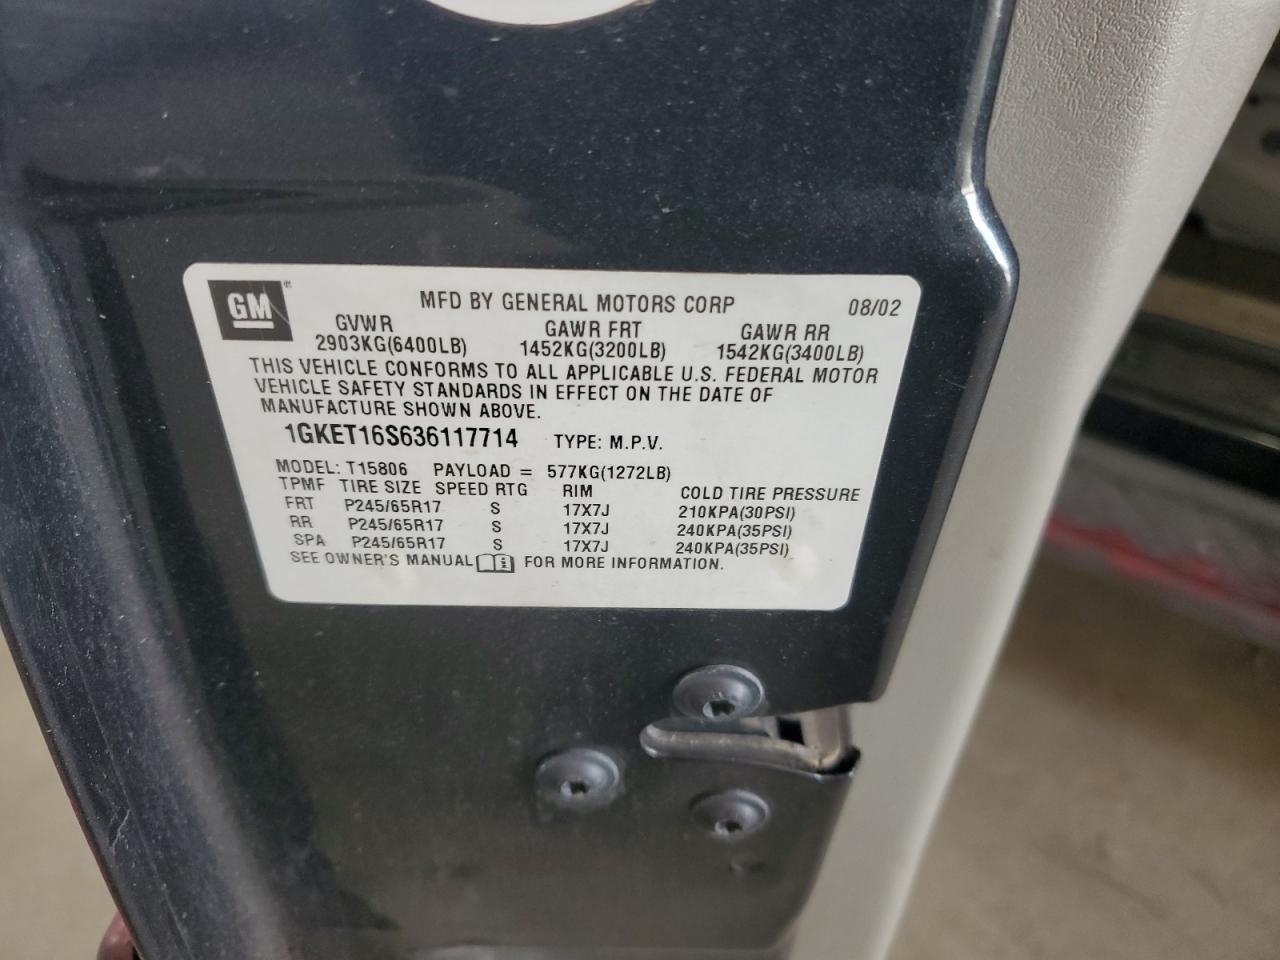 GM
MFD BY GENERAL MOTORS CORP 08/02
GVWR GAWR FRT GAWR RR
2903KG(6400LB) 1452KG(3200LB) 1542KG(3400LB)
THIS VEHICLE CONFORMS TO ALL APPLICABLE U.S. FEDERAL MOTOR
VEHICLE SAFETY STANDARDS IN EFFECT ON THE DATE OF
MANUFACTURE SHOWN ABOVE.
1GKET16S636117714 TYPE: M.P.V.
MODEL: T15806 PAYLOAD = 577KG(1272LB)
TPMF TIRE SIZE SPEED RTG RIM COLD TIRE PRESSURE
FRT P245/65R17 S 17X7J 210KPA(30PSI)
RR P245/65R17 S 17X7J 240KPA(35PSI)
SPA P245/65R17 S 17X7J 240KPA(35PSI)
SEE OWNER'S MANUAL i FOR MORE INFORMATION.